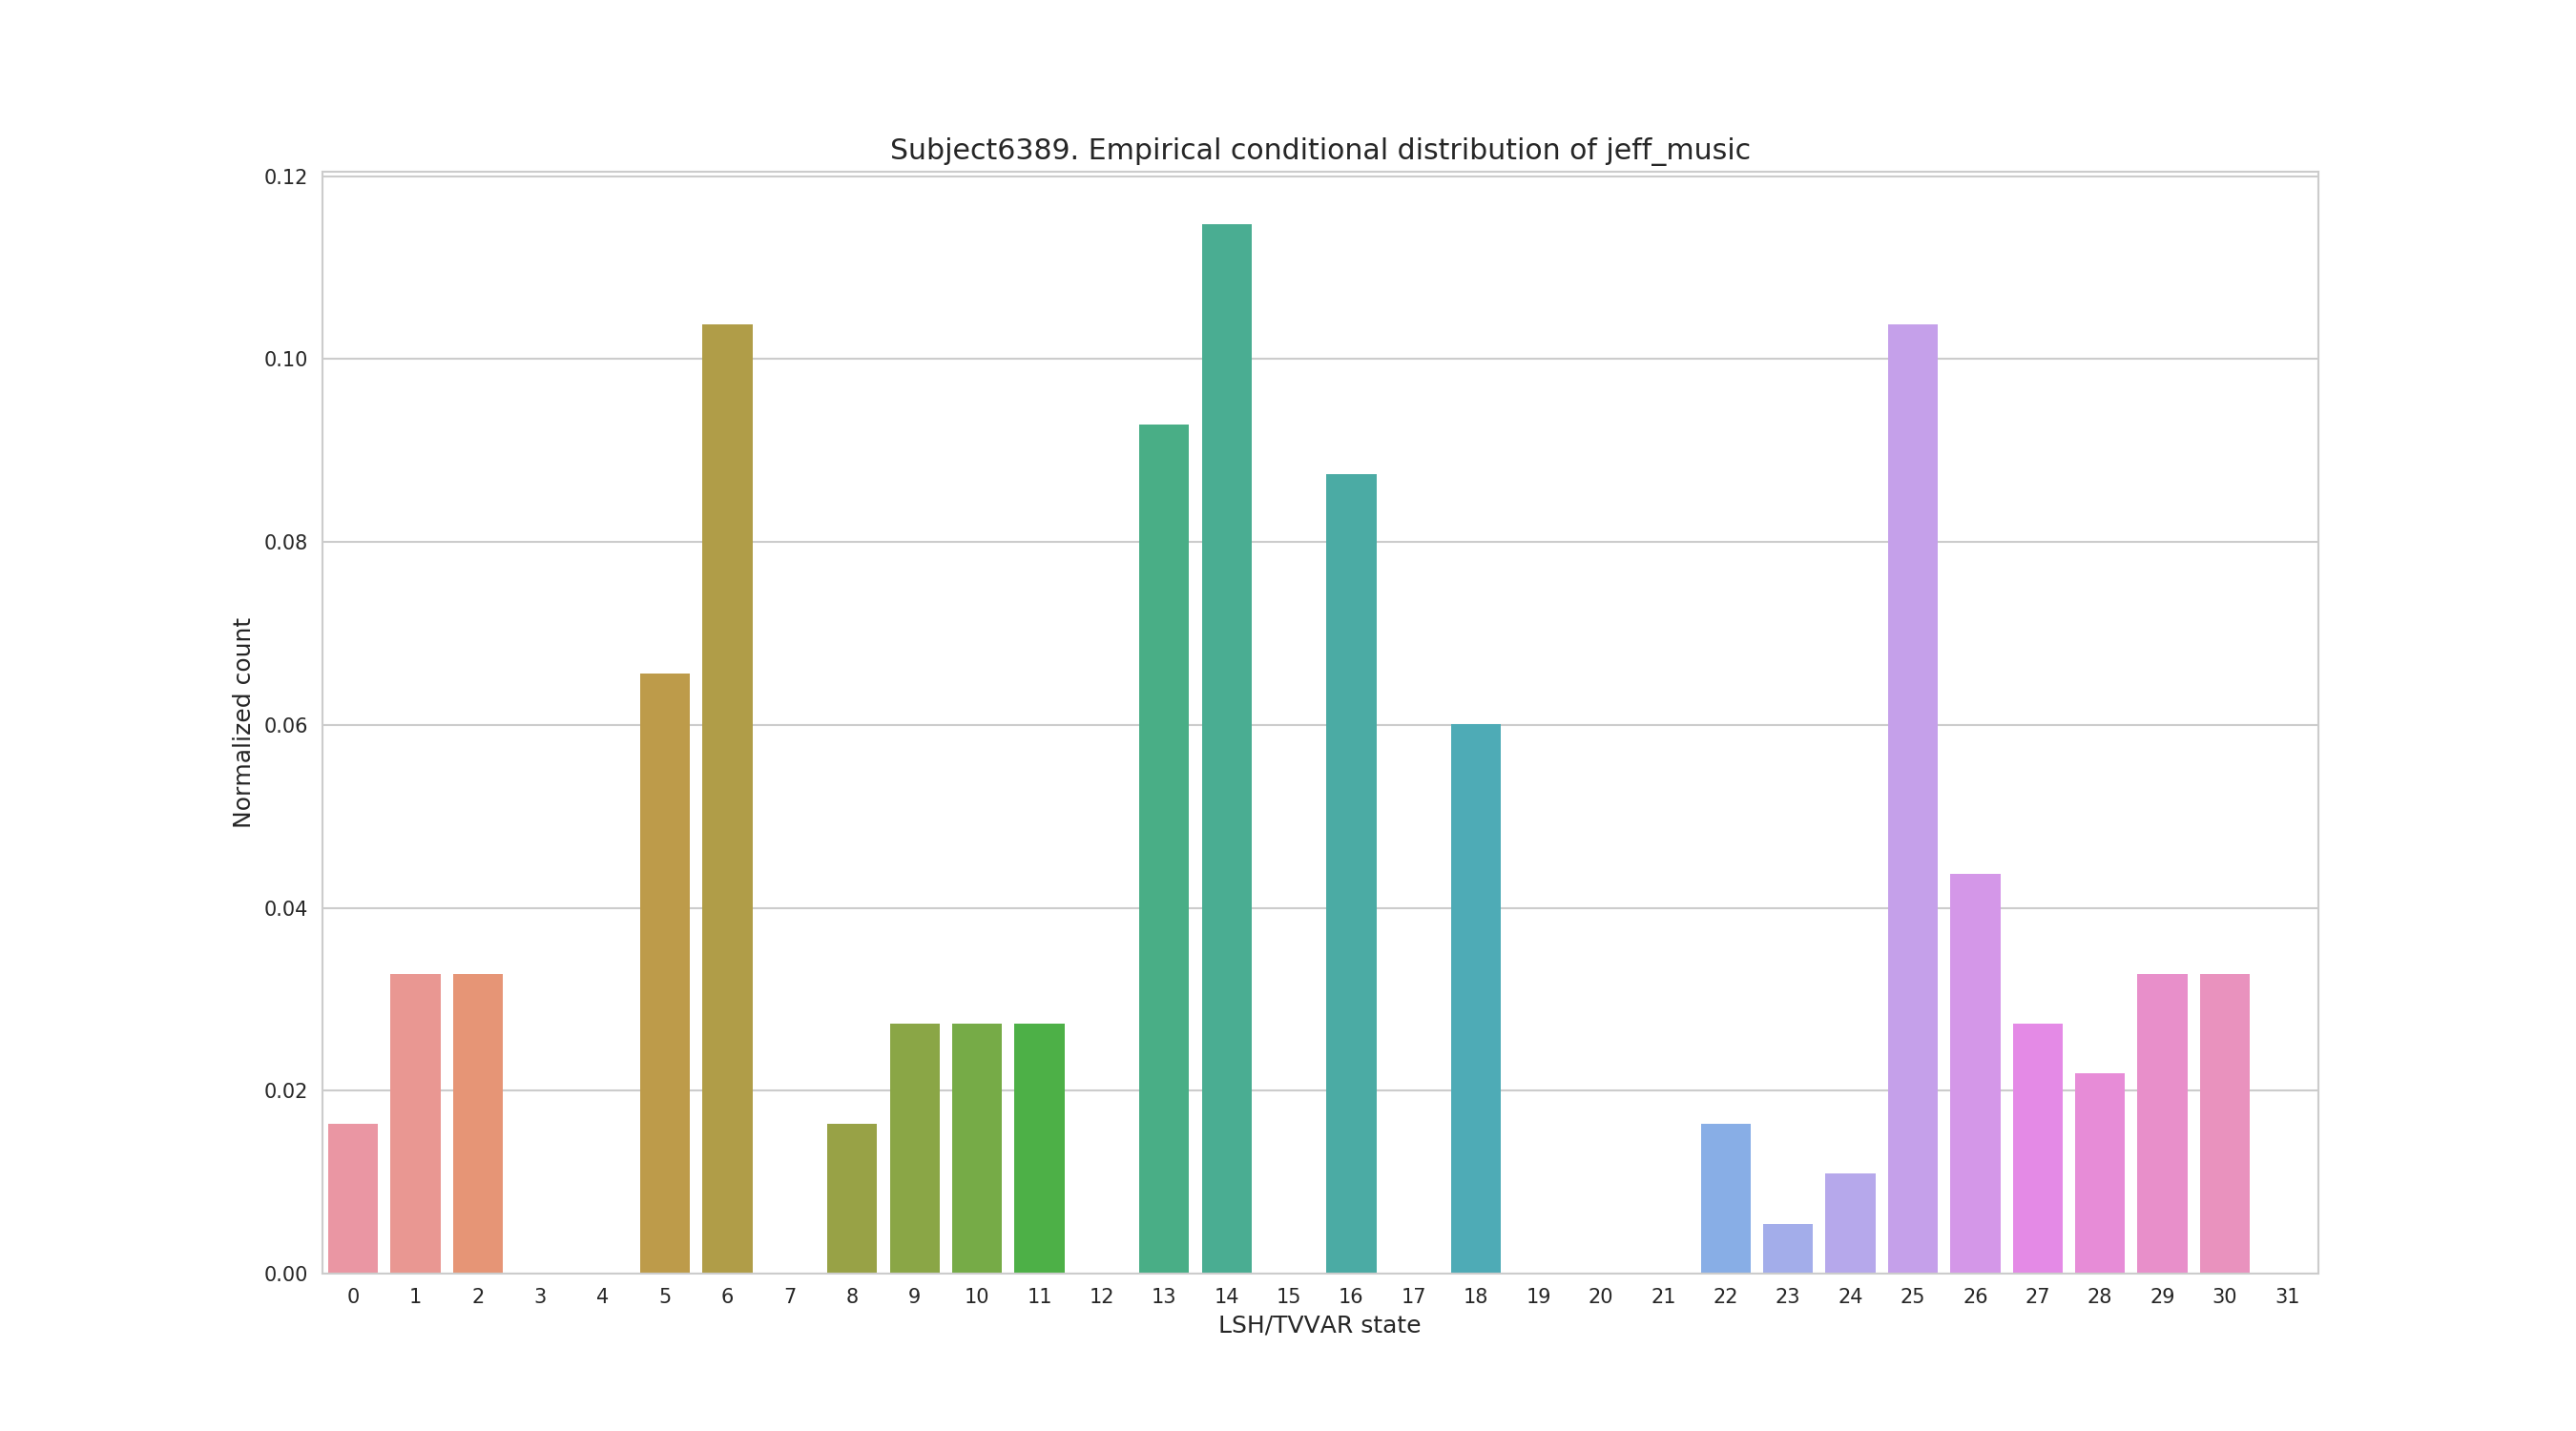 Subject6389. Empirical conditional distribution of jeff_music
0.12
0.10
0.08
0.06
0.04
0.02
0.00
Normalized count
0 1 2 3 4 5 6 7 8 9 10 11 12 13 14 15 16 17 18 19 20 21 22 23 24 25 26 27 28 29 30 31
LSH/TVVAR state